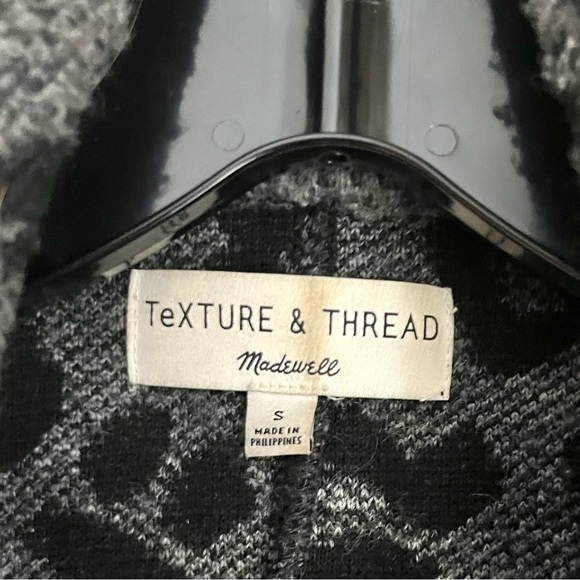 TeXTURE & THREAD
Madewell
S
MADE IN
PHILIPPINES